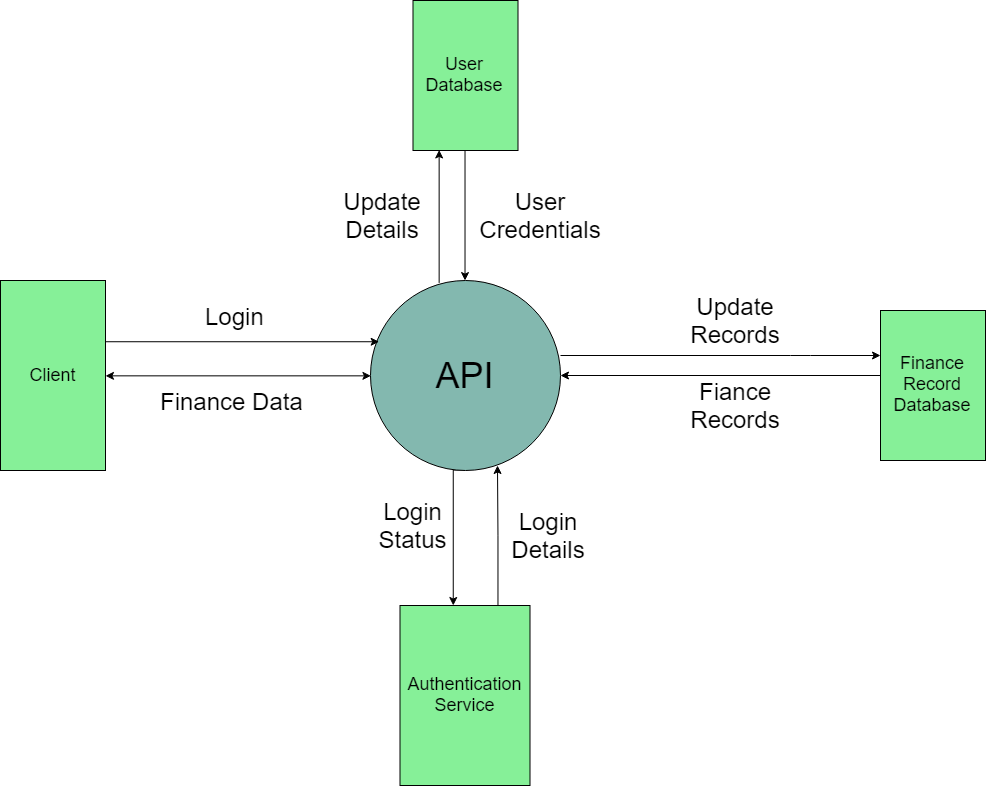 User
Database
Update
Details
User
Credentials
Login
Client
Finance Data
API
Update
Records
Fiance
Records
Finance
Record
Database
Login
Status
Login
Details
Authentication
Service